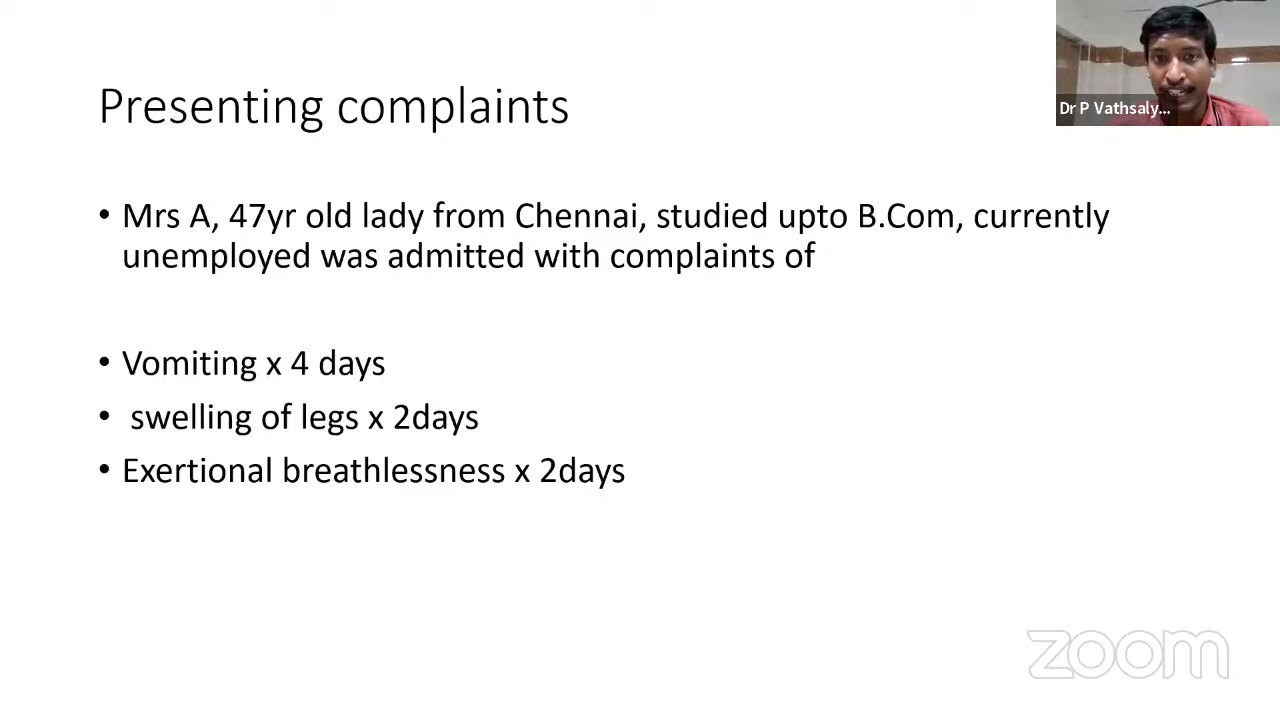 Presenting complaints
Dr P Vathsaly...
• Mrs A, 47yr old lady from Chennai, studied upto B.Com, currently
unemployed was admitted with complaints of
• Vomiting x 4 days
• swelling of legs x 2days
• Exertional breathlessness x 2days
zoom